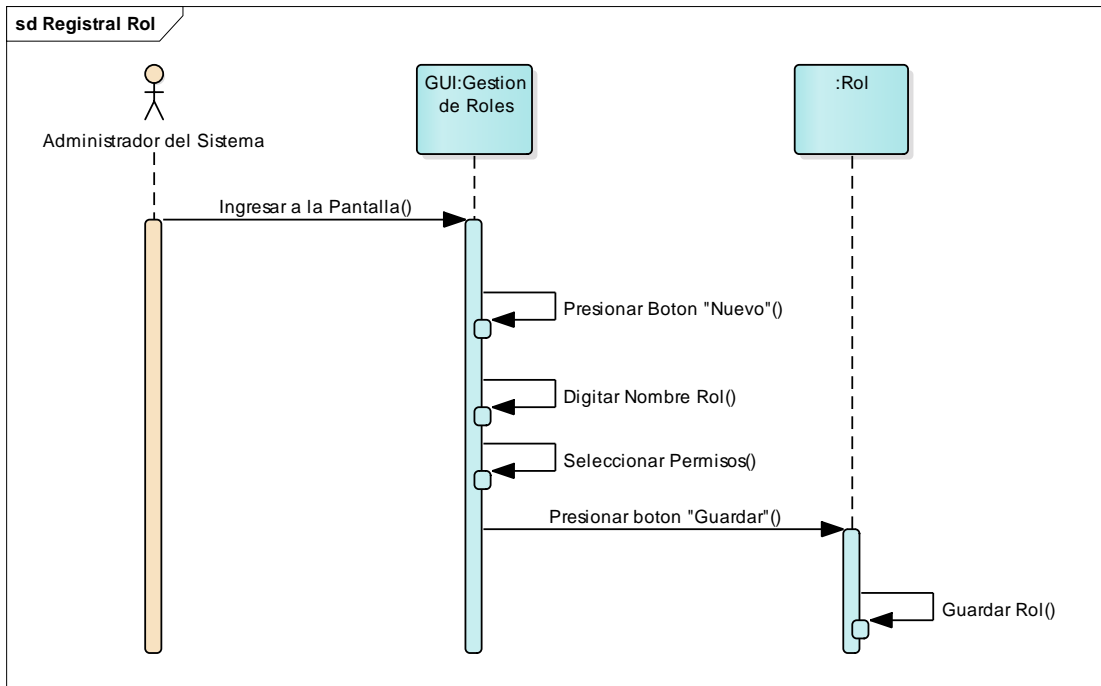 sd Registral Rol
GUI:Gestion
de Roles
:Rol
Administrador del Sistema
Ingresar a la Pantalla()
Presionar Boton "Nuevo"()
Digitar Nombre Rol()
Seleccionar Permisos()
Presionar boton "Guardar"()
Guardar Rol()